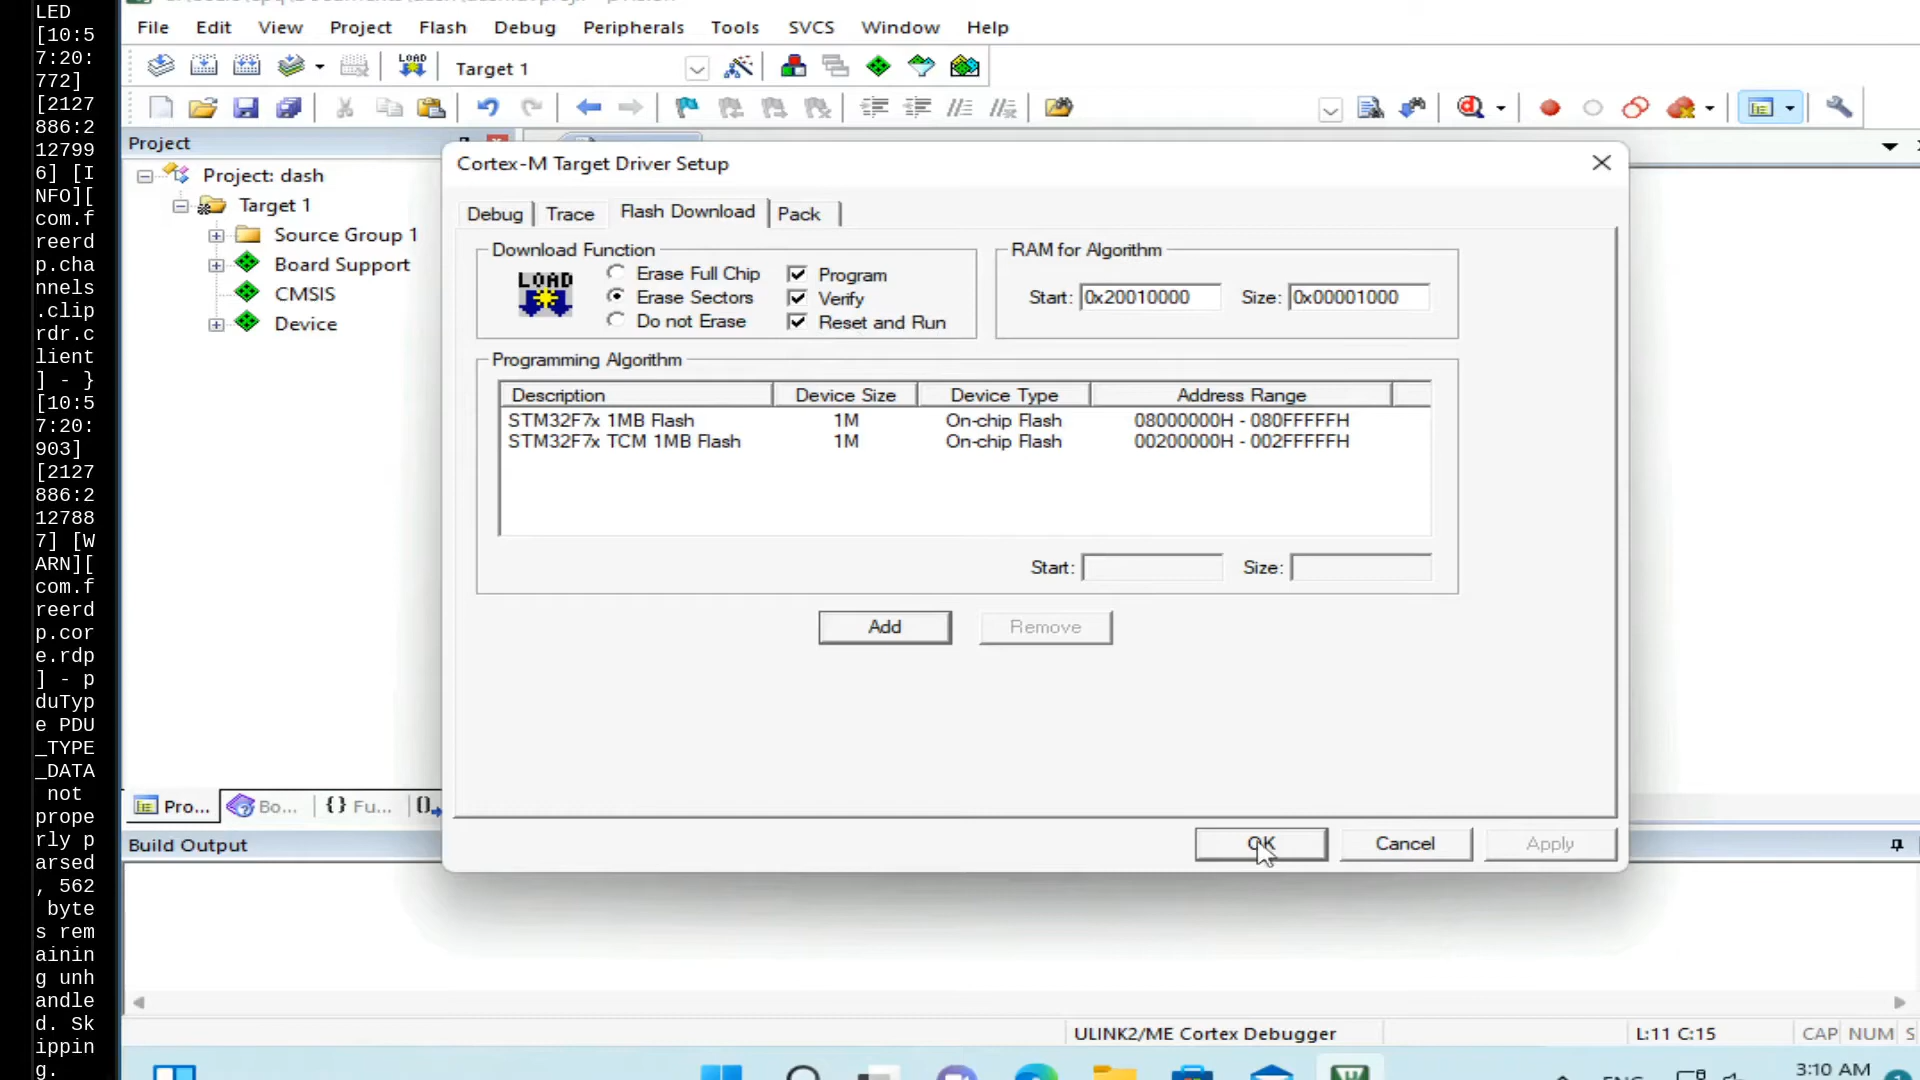 LED
[10:5
7:20:
772]
[2127
886:2
12799
6] [I
NFO][
com.f
reerd
p.cha
nnels
.clip
rdr.c
lient
] - }
[10:5
7:20:
903]
[2127
886:2
12788
7] [W
ARN][
com.f
reerd
p.cor
e.rdp
] - p
duTyp
e PDU
_TYPE
_DATA
not
prope
rly p
arsed
, 562
byte
s rem
ainin
g unh
andle
d. Sk
ippin
g.
File Edit View Project Flash Debug Peripherals Tools SVCS Window Help
LOAD Target 1
Project
Project: dash
Target 1
Source Group 1
Board Support
CMSIS
Device
Pro... Bo... {} Fu...
Cortex-M Target Driver Setup
Debug Trace Flash Download Pack
Download Function
LOAD
Erase Full Chip
Erase Sectors
Do not Erase
Program
Verify
Reset and Run
RAM for Algorithm
Start: 0x20010000 Size: 0x00001000
Programming Algorithm
Description Device Size Device Type Address Range
STM32F7x 1MB Flash 1M On-chip Flash 08000000H - 080FFFFFH
STM32F7x TCM 1MB Flash 1M On-chip Flash 00200000H - 002FFFFFH
Start: Size:
Add Remove
OK Cancel Apply
Build Output
ULINK2/ME Cortex Debugger L:11 C:15 CAP NUM S
3:10 AM